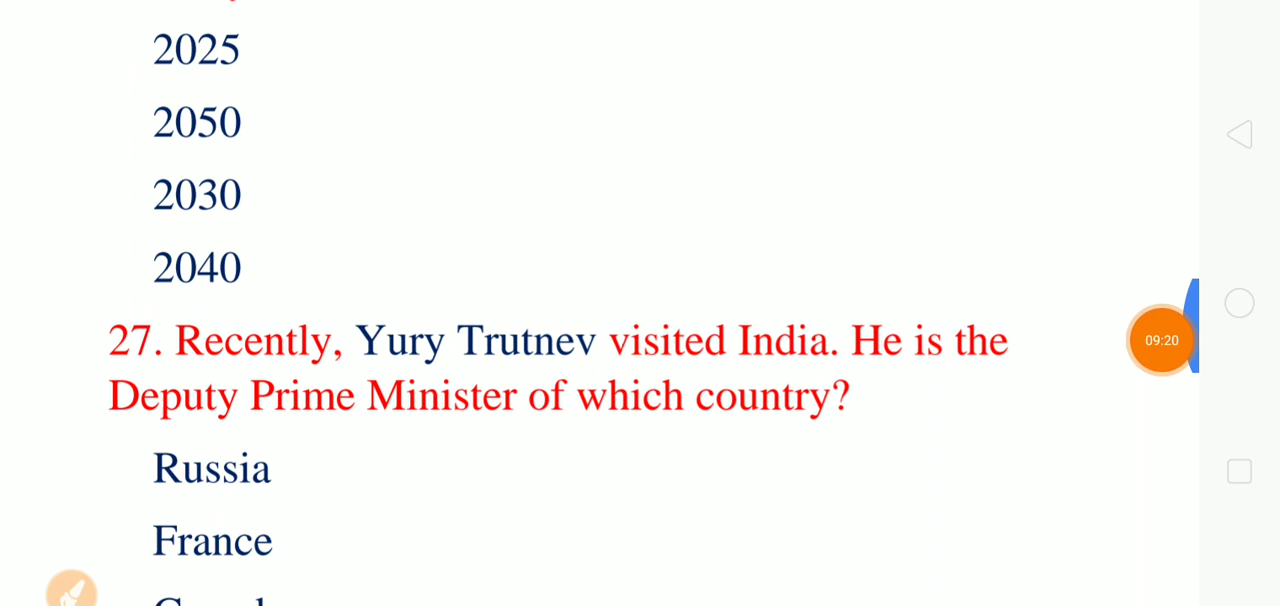 2025
2050
2030
2040
27. Recently, Yury Trutnev visited India. He is the
Deputy Prime Minister of which country?
09:20
Russia
France